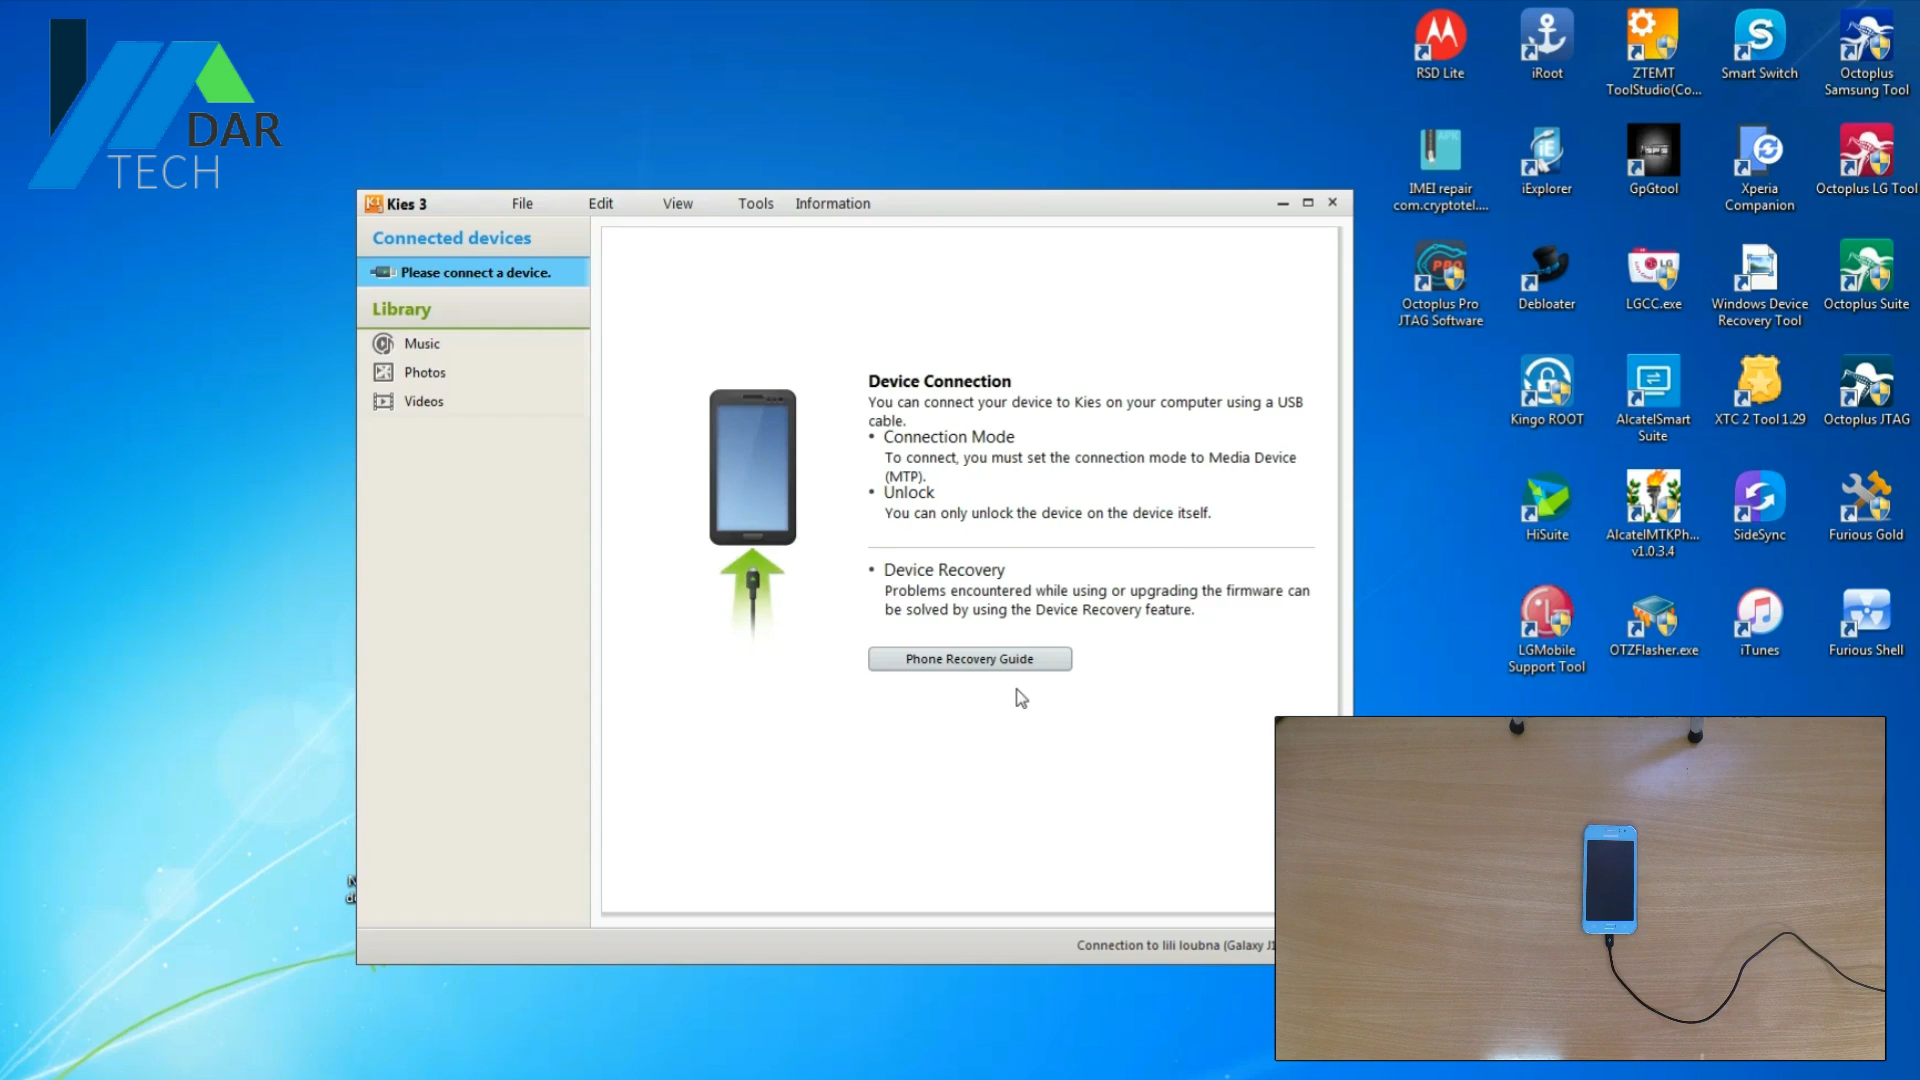 DAR
TECH
Kies 3
File
Edit
View
Tools
Information
Connected devices
Please connect a device.
Library
Music
Photos
Videos
Device Connection
You can connect your device to Kies on your computer using a USB
cable.
• Connection Mode
To connect, you must set the connection mode to Media Device
(MTP).
• Unlock
You can only unlock the device on the device itself.
• Device Recovery
Problems encountered while using or upgrading the firmware can
be solved by using the Device Recovery feature.
Phone Recovery Guide
Connection to lili loubna (Galaxy J1
RSD Lite
iRoot
ZTEMT
ToolStudio(Co...
Smart Switch
Octoplus
Samsung Tool
IMEI repair
com.cryptotel....
iExplorer
GpGtool
Xperia
Companion
Octoplus LG Tool
Octoplus Pro
JTAG Software
Debloater
LGCC.exe
Windows Device
Recovery Tool
Octoplus Suite
Kingo ROOT
AlcatelSmart
Suite
XTC 2 Tool 1.29
Octoplus JTAG
HiSuite
AlcatelMTKPh...
v1.0.3.4
SideSync
Furious Gold
LGMobile
Support Tool
OTZFlasher.exe
iTunes
Furious Shell